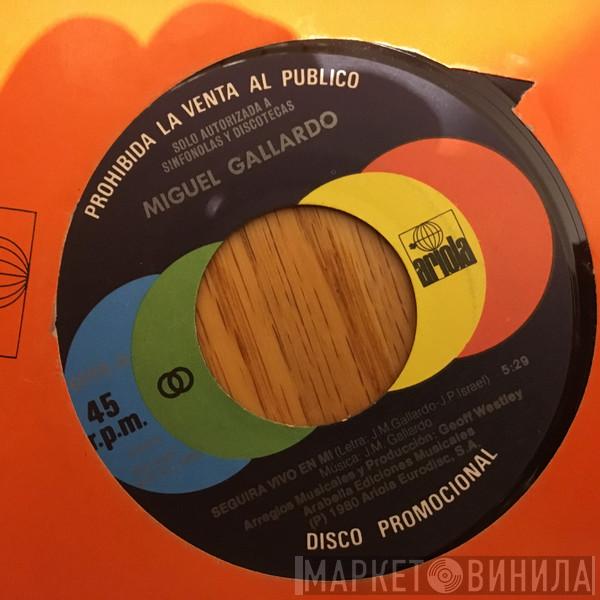 PROHIBIDA LA VENTA AL PUBLICO
SOLO AUTORIZADA A
SINFONOLAS Y DISCOTECAS
MIGUEL GALLARDO
ariola
45
r.p.m.
5:29
SEGUIRA VIVO EN MI (Letra: J.M. Gallardo-J.P. Israel)
Música: J.M. Gallardo
Arreglos Musicales y Producción: Geoff Westley
Arabella Ediciones Musicales
(P) 1980 Ariola Eurodisc, S.A.
DISCO PROMOCIONAL
МАРКЕТ ВИНИЛА